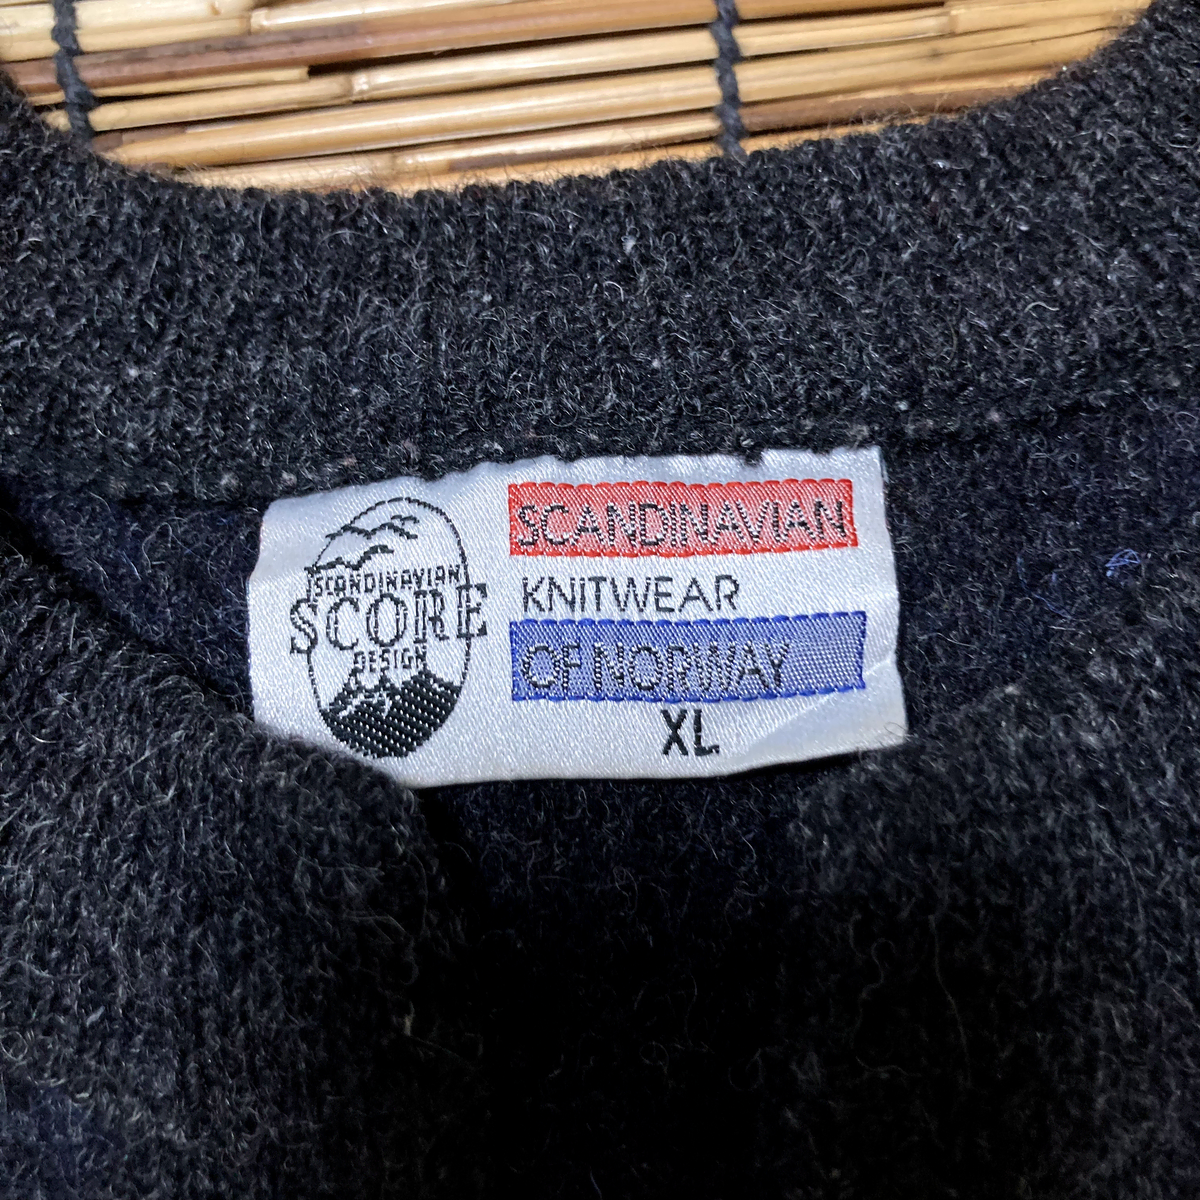 SCANDINAVIAN
SCORE
DESIGN
SCANDINAVIAN
KNITWEAR
OF NORWAY
XL